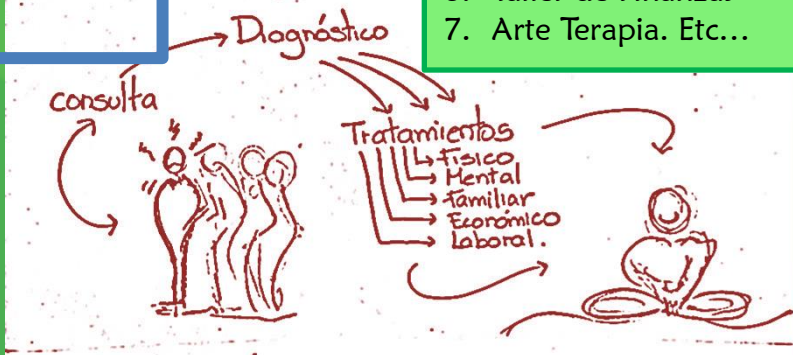 7. Arte Terapia. Etc...
Diagnóstico
consulta
Tratamientos
Físico
Mental
familiar
Económico
Laboral.